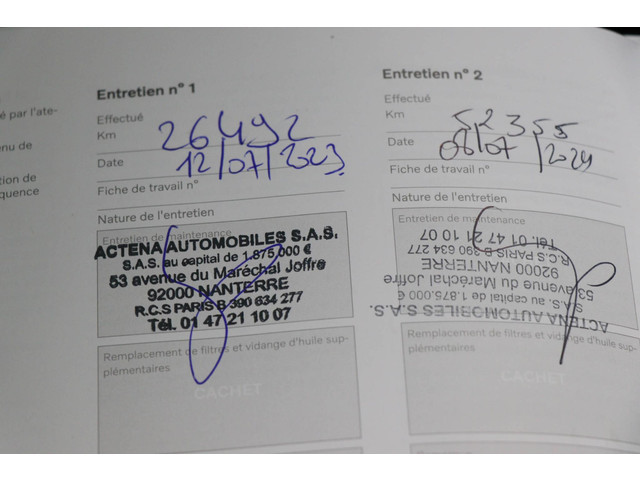 é par l'ate-
nu de
tion de
quence
Entretien n° 1
Effectué
Km 26492
Date 12/07/2023
Fiche de travail n°
Nature de l'entretien
Entretien de maintenance
ACTENA AUTOMOBILES S.A.S.
S.A.S. au capital de 1.875.000 €
53 avenue du Maréchal Joffre
92000 NANTERRE
R.C.S PARIS B 390 634 277
Tél. 01 47 21 10 07
Remplacement de filtres et vidange d'huile sup-
plémentaires
CACHET
Entretien n° 2
Effectué
Km 52355
Date 08/07/2024
Fiche de travail n°
Nature de l'entretien
Entretien de maintenance
ACTENA AUTOMOBILES S.A.S.
S.A.S. au capital de 1.875.000 €
53 avenue du Maréchal Joffre
92000 NANTERRE
R.C.S PARIS B 390 634 277
Tél. 01 47 21 10 07
Remplacement de filtres et vidange d'huile sup-
plémentaires
CACHET